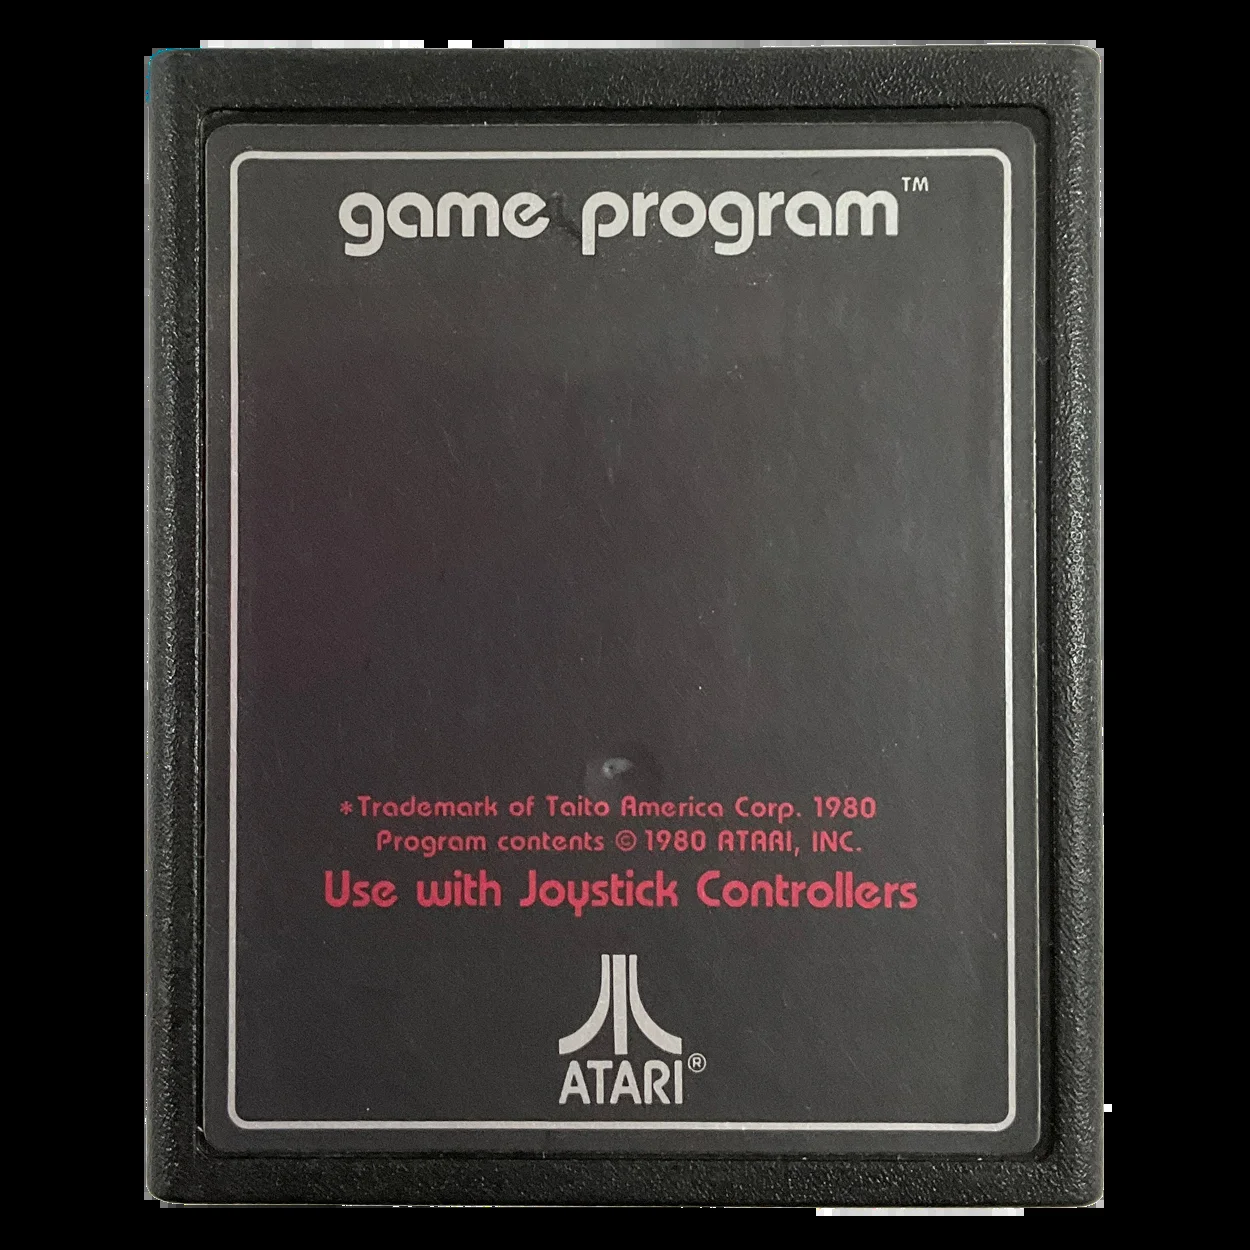 game program™
*Trademark of Taito America Corp. 1980
Program contents © 1980 ATARI, INC.
Use with Joystick Controllers
ATARI®